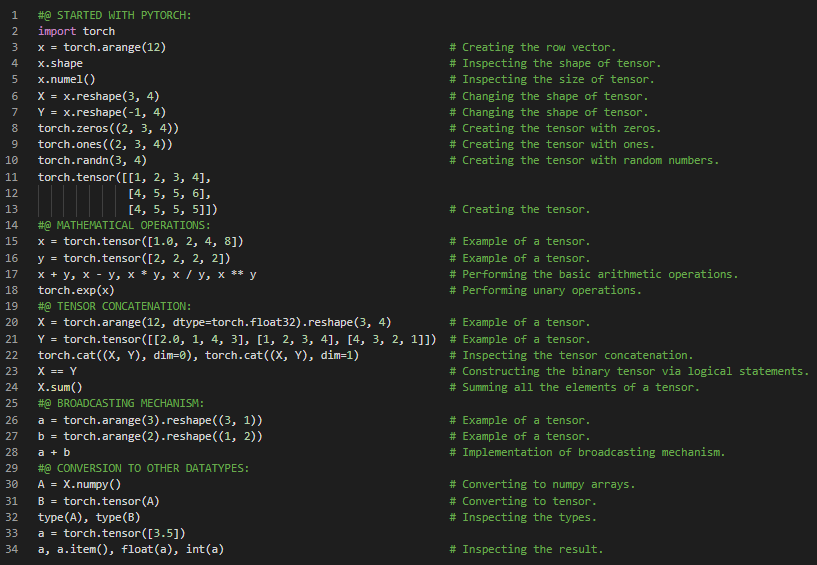 1 #@ STARTED WITH PYTORCH:
2 import torch
3 x = torch.arange(12) # Creating the row vector.
4 x.shape # Inspecting the shape of tensor.
5 x.numel() # Inspecting the size of tensor.
6 X = x.reshape(3, 4) # Changing the shape of tensor.
7 Y = x.reshape(-1, 4) # Changing the shape of tensor.
8 torch.zeros((2, 3, 4)) # Creating the tensor with zeros.
9 torch.ones((2, 3, 4)) # Creating the tensor with ones.
10 torch.randn(3, 4) # Creating the tensor with random numbers.
11 torch.tensor([[1, 2, 3, 4],
12 [4, 5, 5, 6],
13 [4, 5, 5, 5]]) # Creating the tensor.
14 #@ MATHEMATICAL OPERATIONS:
15 x = torch.tensor([1.0, 2, 4, 8]) # Example of a tensor.
16 y = torch.tensor([2, 2, 2, 2]) # Example of a tensor.
17 x + y, x - y, x * y, x / y, x ** y # Performing the basic arithmetic operations.
18 torch.exp(x) # Performing unary operations.
19 #@ TENSOR CONCATENATION:
20 X = torch.arange(12, dtype=torch.float32).reshape(3, 4) # Example of a tensor.
21 Y = torch.tensor([[2.0, 1, 4, 3], [1, 2, 3, 4], [4, 3, 2, 1]]) # Example of a tensor.
22 torch.cat((X, Y), dim=0), torch.cat((X, Y), dim=1) # Inspecting the tensor concatenation.
23 X == Y # Constructing the binary tensor via logical statements.
24 X.sum() # Summing all the elements of a tensor.
25 #@ BROADCASTING MECHANISM:
26 a = torch.arange(3).reshape((3, 1)) # Example of a tensor.
27 b = torch.arange(2).reshape((1, 2)) # Example of a tensor.
28 a + b # Implementation of broadcasting mechanism.
29 #@ CONVERSION TO OTHER DATATYPES:
30 A = X.numpy() # Converting to numpy arrays.
31 B = torch.tensor(A) # Converting to tensor.
32 type(A), type(B) # Inspecting the types.
33 a = torch.tensor([3.5])
34 a, a.item(), float(a), int(a) # Inspecting the result.